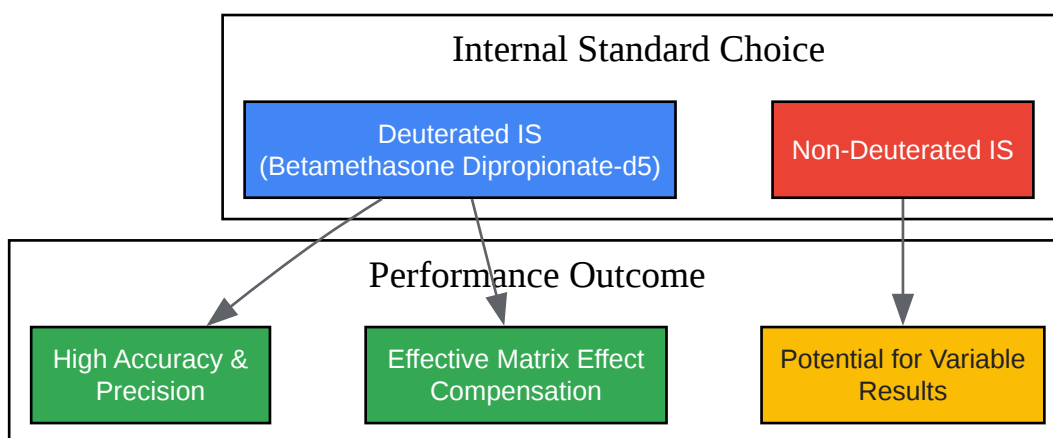 Internal Standard Choice
Deuterated IS
(Betamethasone Dipropionate-d5)
Non-Deuterated IS
Performance Outcome
High Accuracy &
Precision
Effective Matrix Effect
Compensation
Potential for Variable
Results